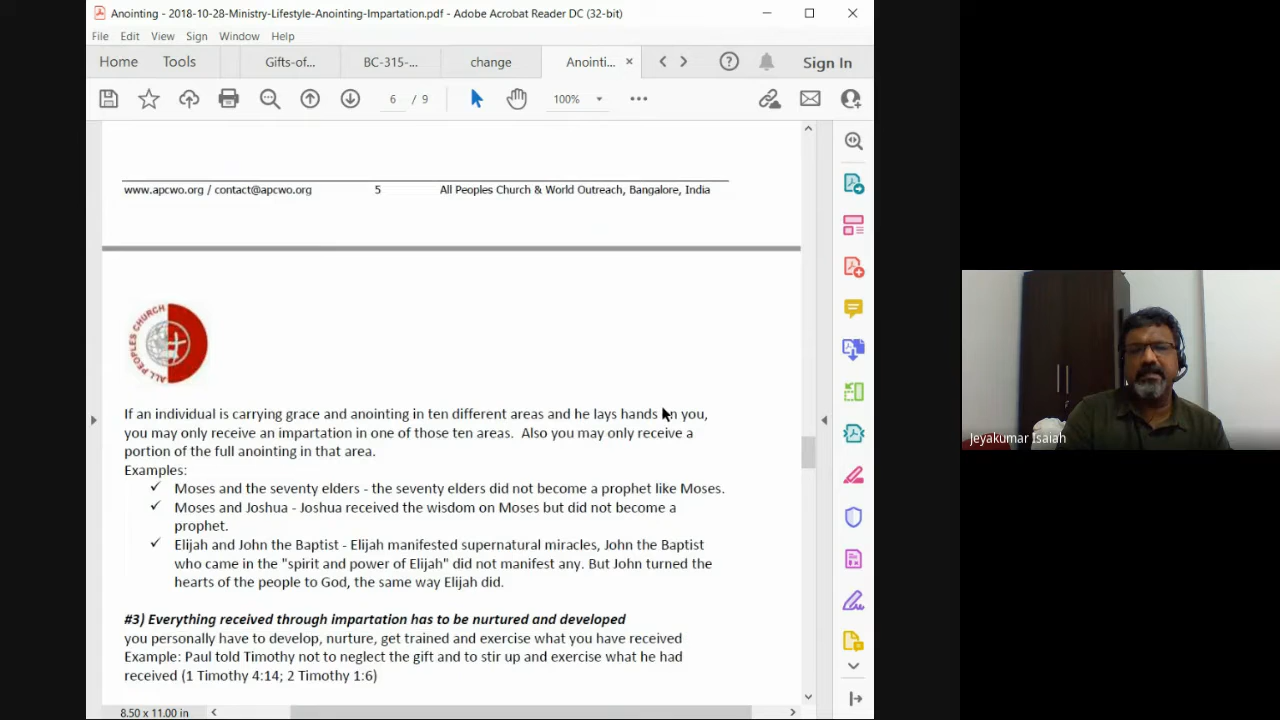 Anointing - 2018-10-28-Ministry-Lifestyle-Anointing-Impartation.pdf - Adobe Acrobat Reader DC (32-bit)
File Edit View Sign Window Help
Home Tools Gifts-of... BC-315-... change Anointi... × Sign In
6 / 9 100%
www.apcwo.org / contact@apcwo.org 5 All Peoples Church & World Outreach, Bangalore, India
ALL PEOPLES CHURCH
If an individual is carrying grace and anointing in ten different areas and he lays hands on you,
you may only receive an impartation in one of those ten areas. Also you may only receive a
portion of the full anointing in that area.
Examples:
✓ Moses and the seventy elders - the seventy elders did not become a prophet like Moses.
✓ Moses and Joshua - Joshua received the wisdom on Moses but did not become a
prophet.
✓ Elijah and John the Baptist - Elijah manifested supernatural miracles, John the Baptist
who came in the "spirit and power of Elijah" did not manifest any. But John turned the
hearts of the people to God, the same way Elijah did.
#3) Everything received through impartation has to be nurtured and developed
you personally have to develop, nurture, get trained and exercise what you have received
Example: Paul told Timothy not to neglect the gift and to stir up and exercise what he had
received (1 Timothy 4:14; 2 Timothy 1:6)
8.50 x 11.00 in
Jeyakumar Isaiah